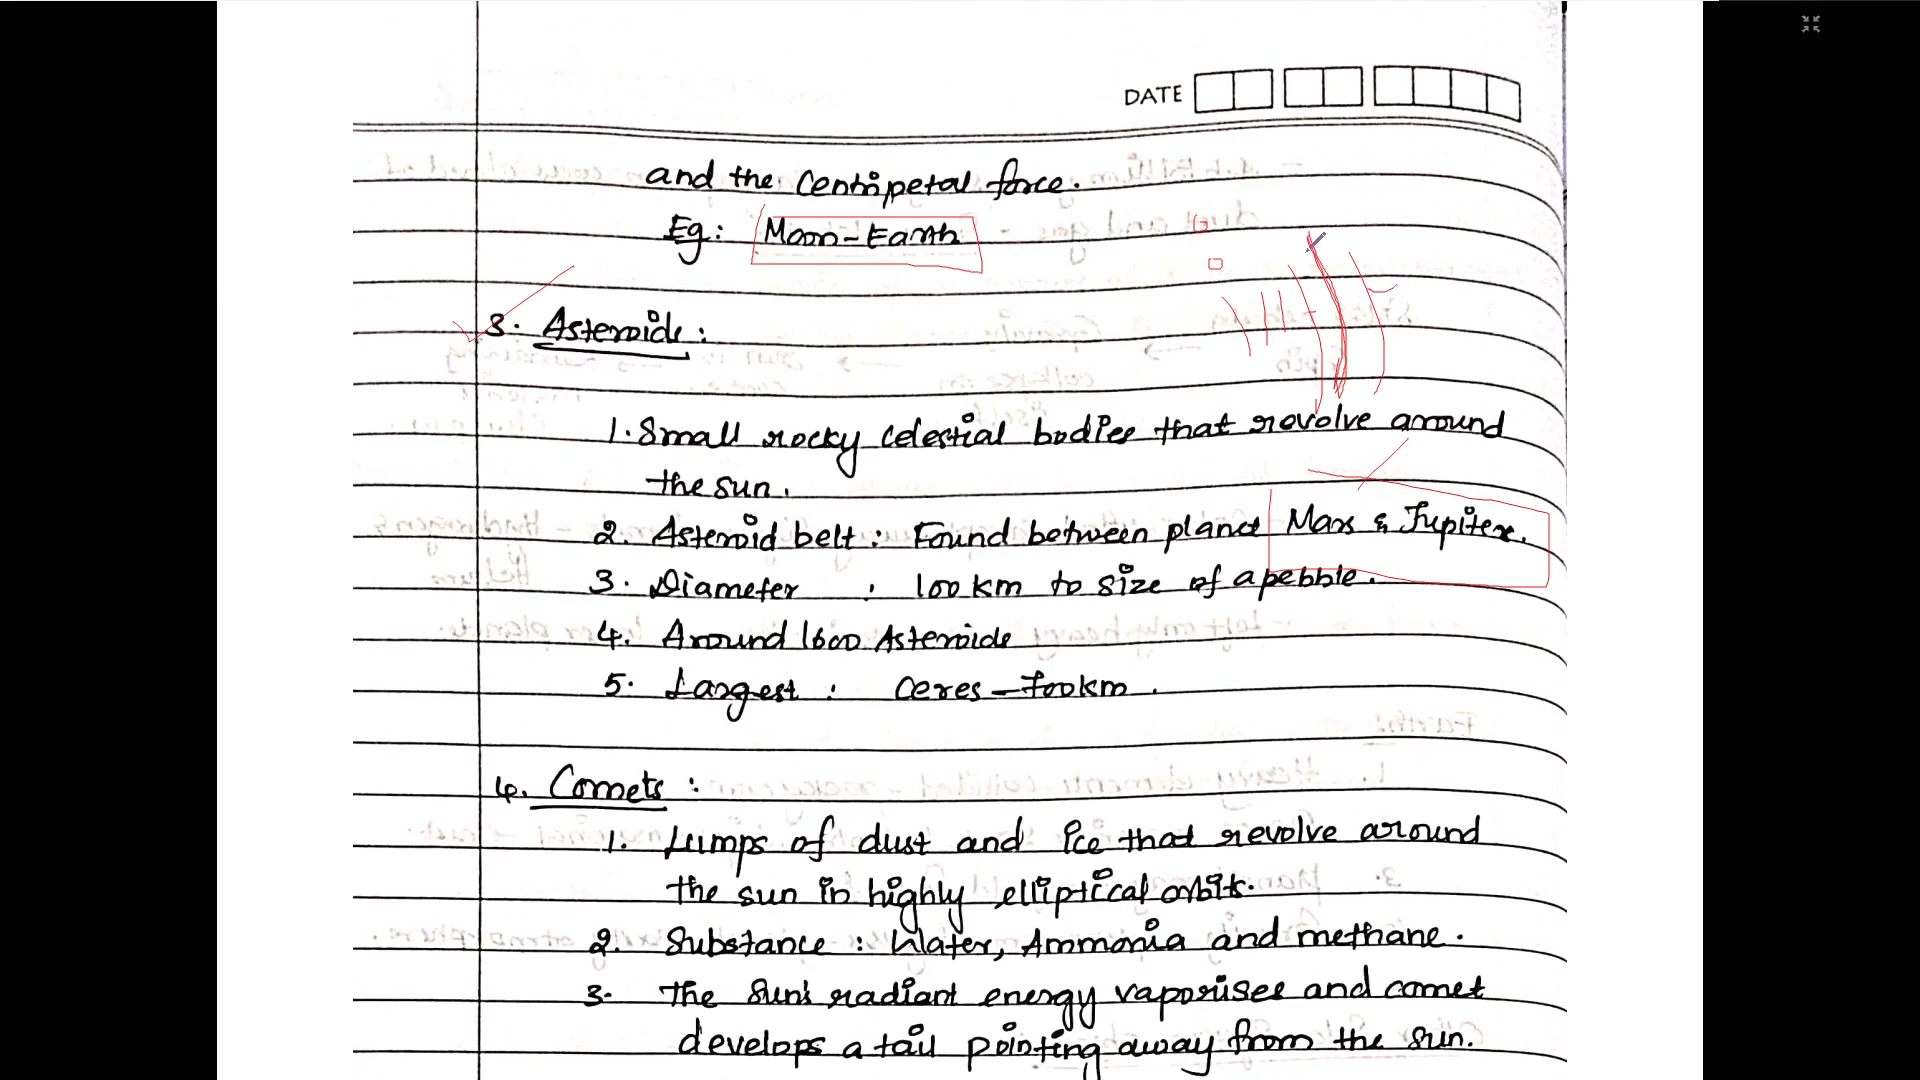 DATE
and the centripetal force.
Eg: Moon-Earth
3. Asteroids:
1. Small rocky celestial bodies that revolve around
the sun.
2. Asteroid belt: Found between planet Mars & Jupiter.
3. Diameter : 100 km to size of a pebble.
4. Around 1600 Asteroids
5. Largest : Ceres - 700km.
4. Comets :
1. Lumps of dust and Ice that revolve around
the sun in highly elliptical orbits.
2. Substance : Water, Ammonia and methane.
3. The Sun's radiant energy vaporises and comet
develops a tail pointing away from the sun.